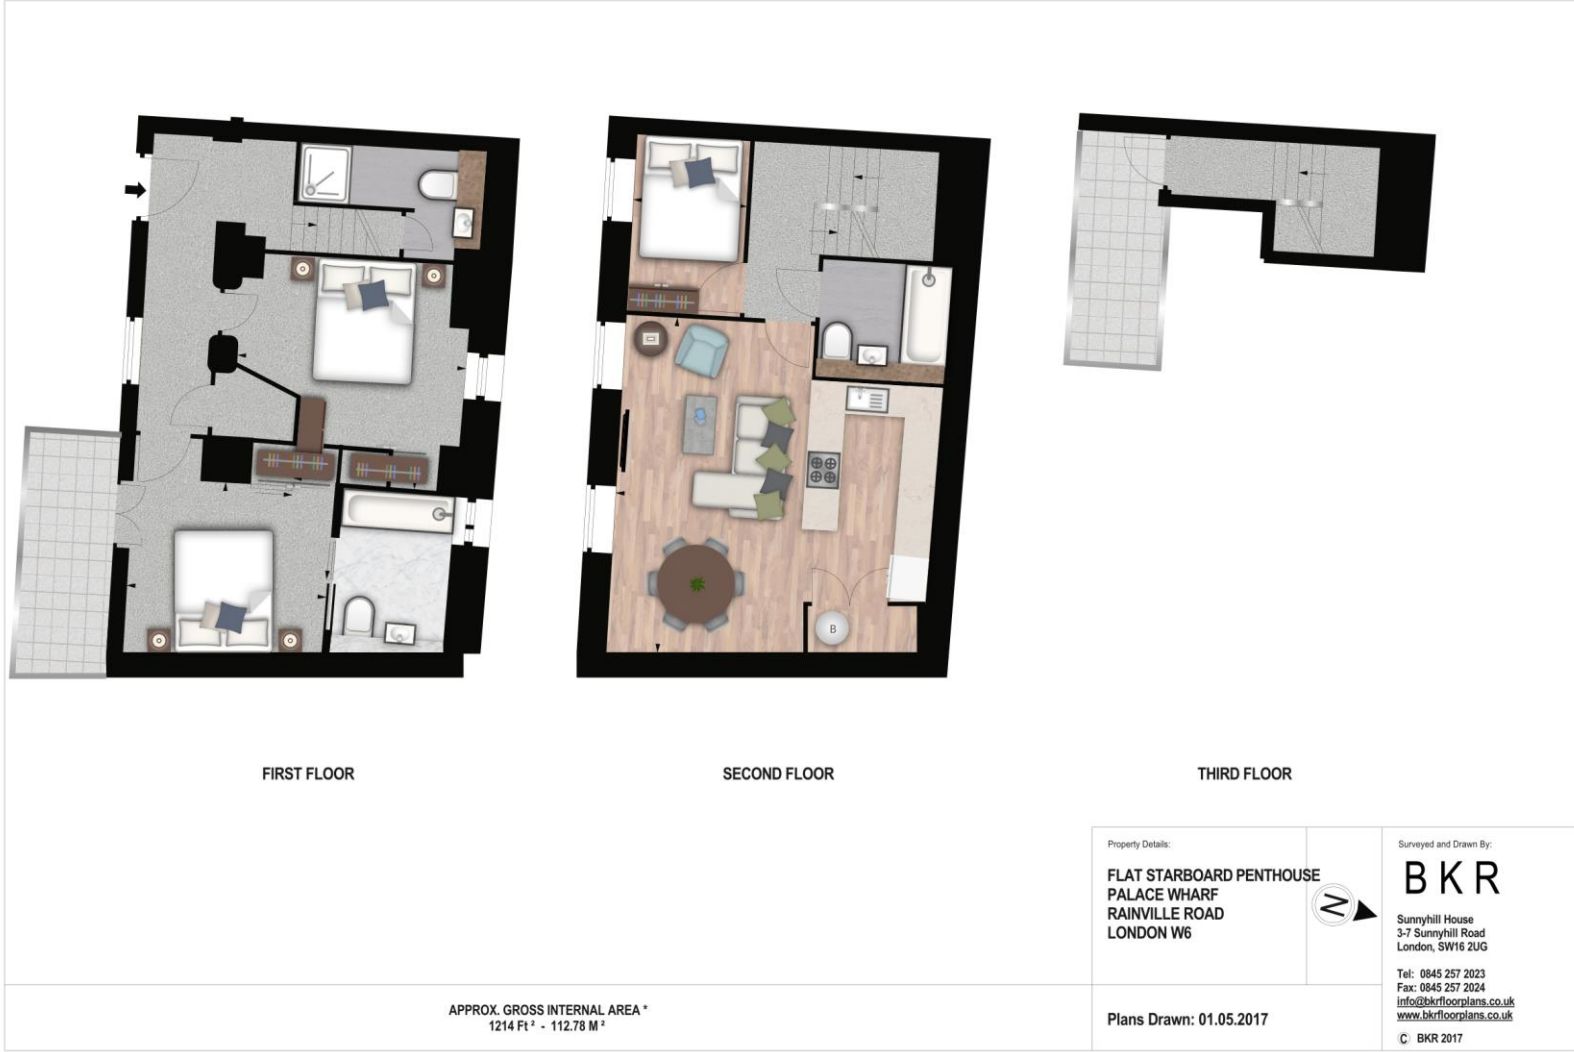 B
FIRST FLOOR
SECOND FLOOR
THIRD FLOOR
Property Details:
FLAT STARBOARD PENTHOUSE
PALACE WHARF
RAINVILLE ROAD
LONDON W6
N
Surveyed and Drawn By:
BKR
Sunnyhill House
3-7 Sunnyhill Road
London, SW16 2UG
Tel: 0845 257 2023
Fax: 0845 257 2024
info@bkrfloorplans.co.uk
www.bkrfloorplans.co.uk
© BKR 2017
APPROX. GROSS INTERNAL AREA *
1214 Ft ² - 112.78 M ²
Plans Drawn: 01.05.2017